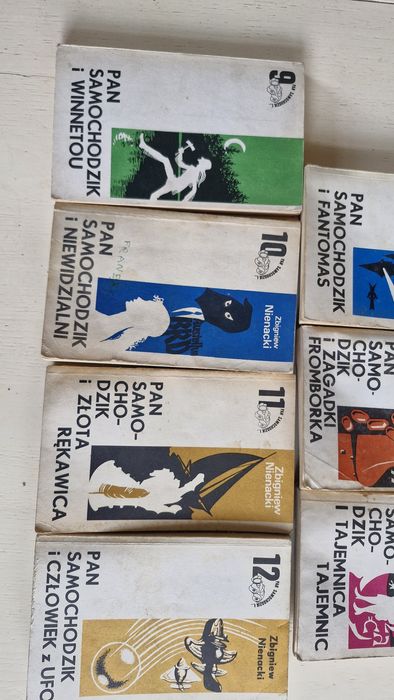 PAN
SAMOCHODZIK
i WINNETOU
9
PAN
SAMOCHODZIK
i NIEWIDZIALNI
10
Zbigniew
Nienacki
PAN
SAMO-
CHO-
DZIK
i ZŁOTA
RĘKAWICA
11
Zbigniew
Nienacki
PAN
SAMOCHODZIK
i CZŁOWIEK z UFO
12
Zbigniew
Nienacki
PAN
SAMOCHODZIK
i FANTOMAS
PAN
SAMO-
CHO-
DZIK
i ZAGADKI
FROMBORKA
SAMO-
CHO-
DZIK
I TAJEMNICA
TAJEMNIC